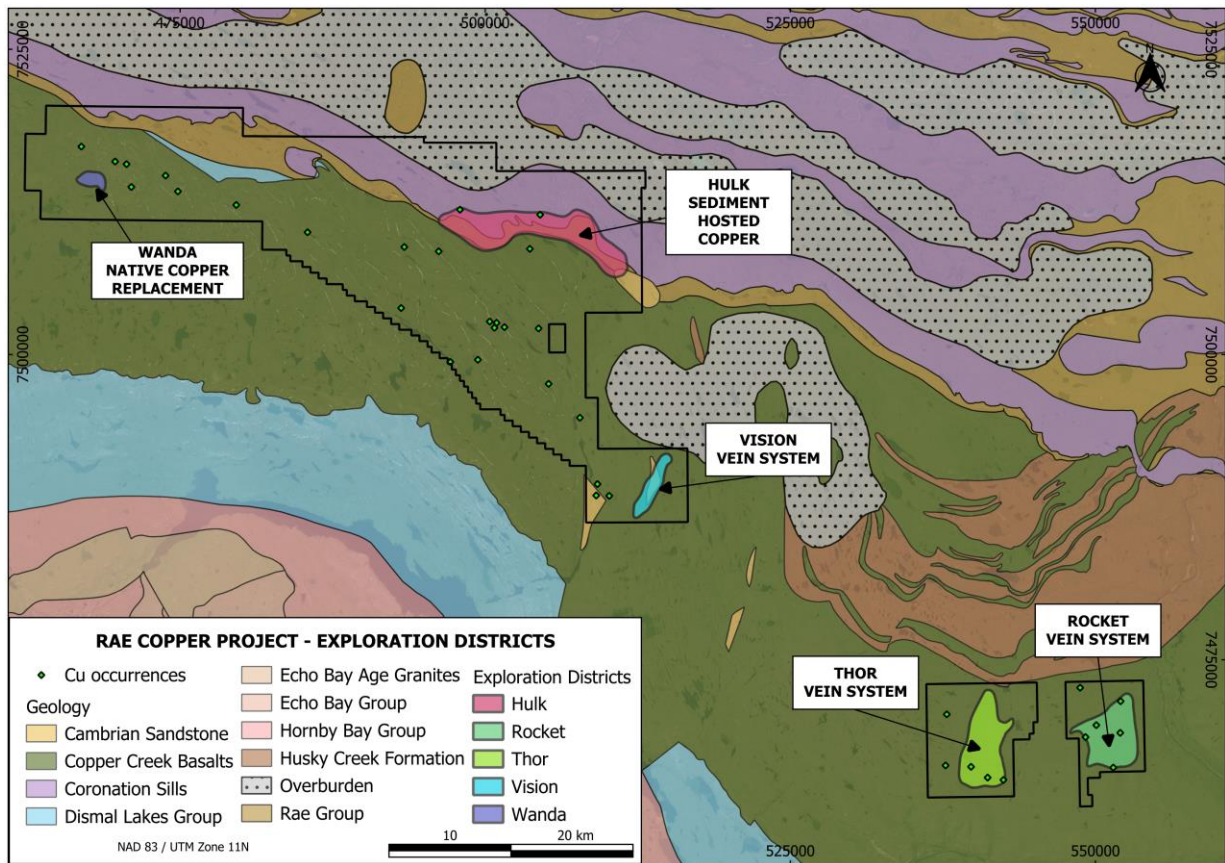 475000
500000
525000
550000
7525000
7525000
N
HULK
SEDIMENT
HOSTED
COPPER
WANDA
NATIVE COPPER
REPLACEMENT
7500000
7500000
VISION
VEIN SYSTEM
ROCKET
VEIN SYSTEM
THOR
VEIN SYSTEM
7475000
RAE COPPER PROJECT - EXPLORATION DISTRICTS
Cu occurrences
Geology
Cambrian Sandstone
Copper Creek Basalts
Coronation Sills
Dismal Lakes Group
Echo Bay Age Granites
Echo Bay Group
Hornby Bay Group
Husky Creek Formation
Overburden
Rae Group
Exploration Districts
Hulk
Rocket
Thor
Vision
Wanda
NAD 83 / UTM Zone 11N
10
20 km
525000
550000